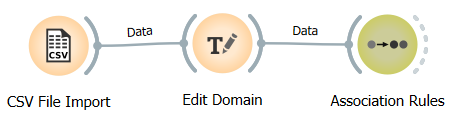 Data
Data
CSV
T
CSV File Import
Edit Domain
Association Rules